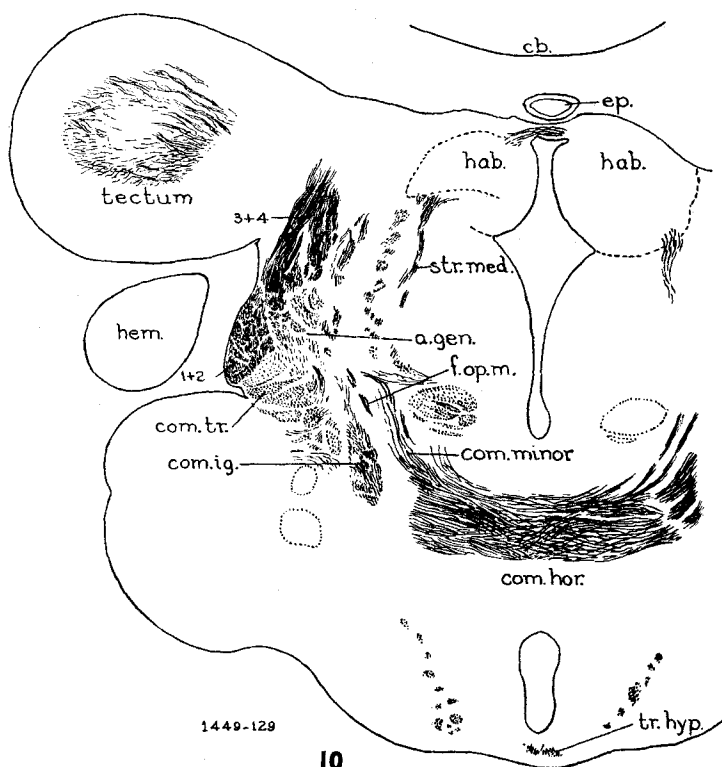 cb.
ep.
hab.
hab.
tectum
3+4
str.med.
hem.
a.gen.
f.op.m.
1+2
com.tr.
com.minor
com.ig.
com.hor.
tr.hyp.
1449-129
10